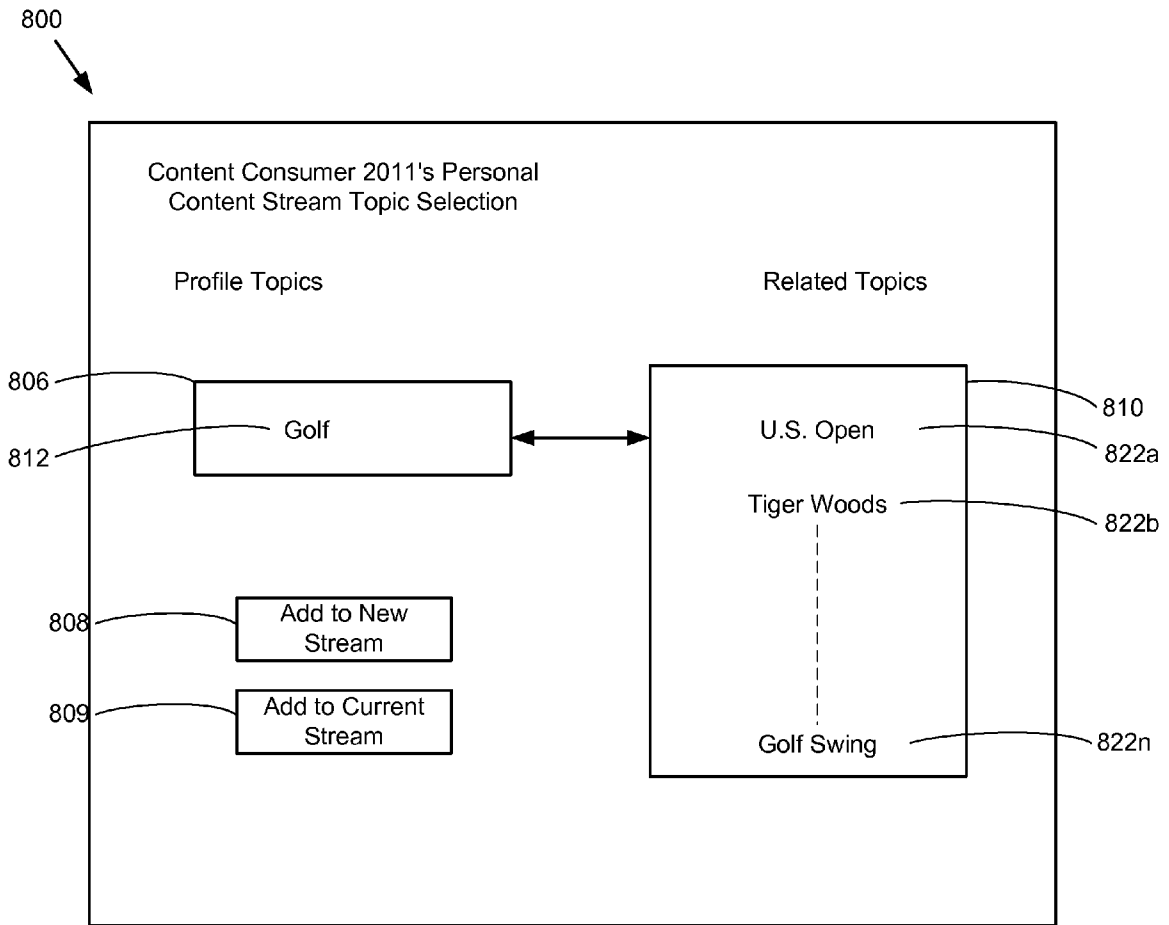 800
Content Consumer 2011's Personal
Content Stream Topic Selection
Profile Topics
Related Topics
806
812
Golf
810
U.S. Open
822a
Tiger Woods
822b
808
Add to New
Stream
809
Add to Current
Stream
Golf Swing
822n